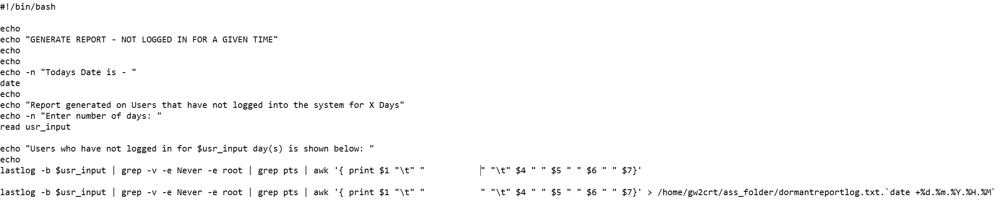 #!/bin/bash
echo
echo "GENERATE REPORT - NOT LOGGED IN FOR A GIVEN TIME"
echo
echo
echo -n "Todays Date is - "
date
echo
echo "Report generated on Users that have not logged into the system for X Days"
echo -n "Enter number of days: "
read usr_input
echo "Users who have not logged in for $usr_input day(s) is shown below: "
echo
lastlog -b $usr_input | grep -v -e Never -e root | grep pts | awk '{ print $1 "\t" "           " "\t" $4 " " $5 " " $6 " " $7}'
lastlog -b $usr_input | grep -v -e Never -e root | grep pts | awk '{ print $1 "\t" "           " "\t" $4 " " $5 " " $6 " " $7}' > /home/gw2crt/ass_folder/dormantreportlog.txt.`date +%d.%m.%Y.%H.%M`